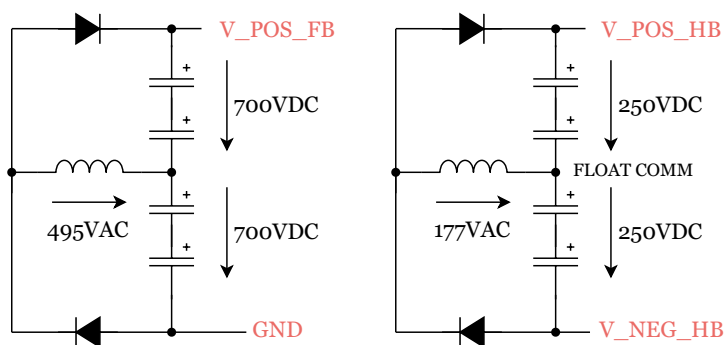 V_POS_FB
+
700VDC
+
+
495VAC
700VDC
+
GND
V_POS_HB
+
250VDC
+
FLOAT COMM
+
177VAC
250VDC
+
V_NEG_HB